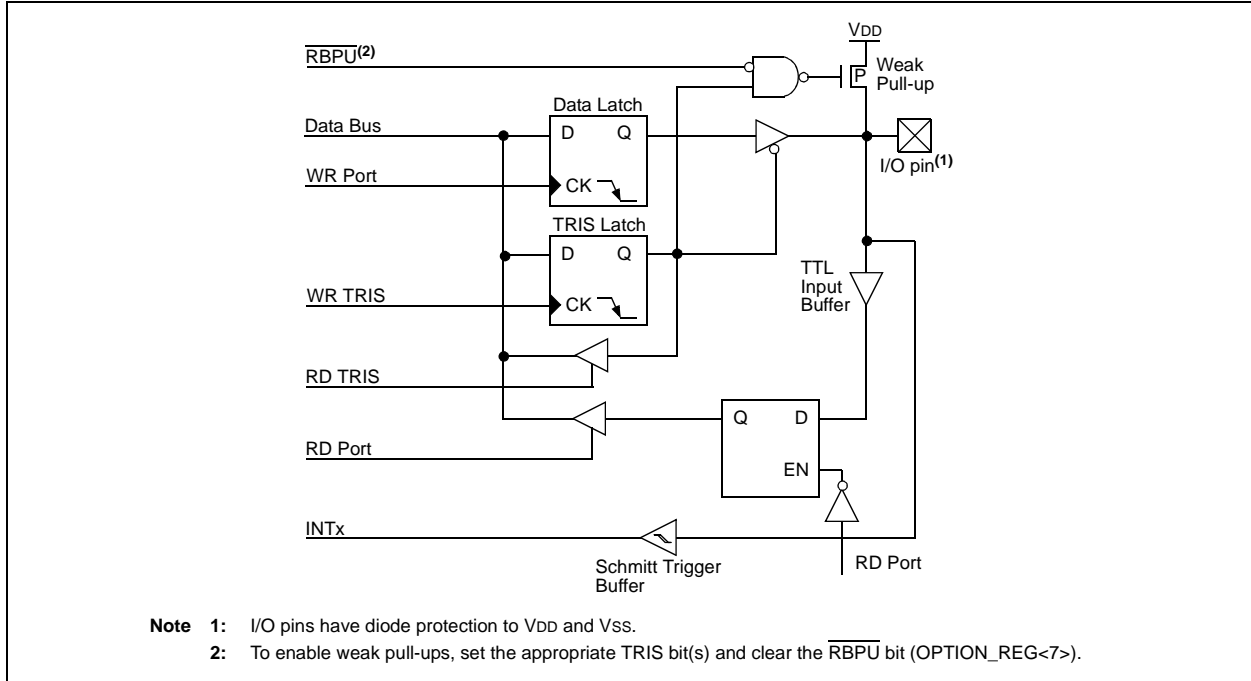 VDD
RBPU(2)
Weak
Pull-up
P
Data Latch
Data Bus
D Q
I/O pin(1)
WR Port
CK
TRIS Latch
D Q
TTL
Input
Buffer
WR TRIS
CK
RD TRIS
Q D
RD Port
EN
INTx
Schmitt Trigger
Buffer
RD Port
Note 1: I/O pins have diode protection to VDD and VSS.
2: To enable weak pull-ups, set the appropriate TRIS bit(s) and clear the RBPU bit (OPTION_REG<7>).